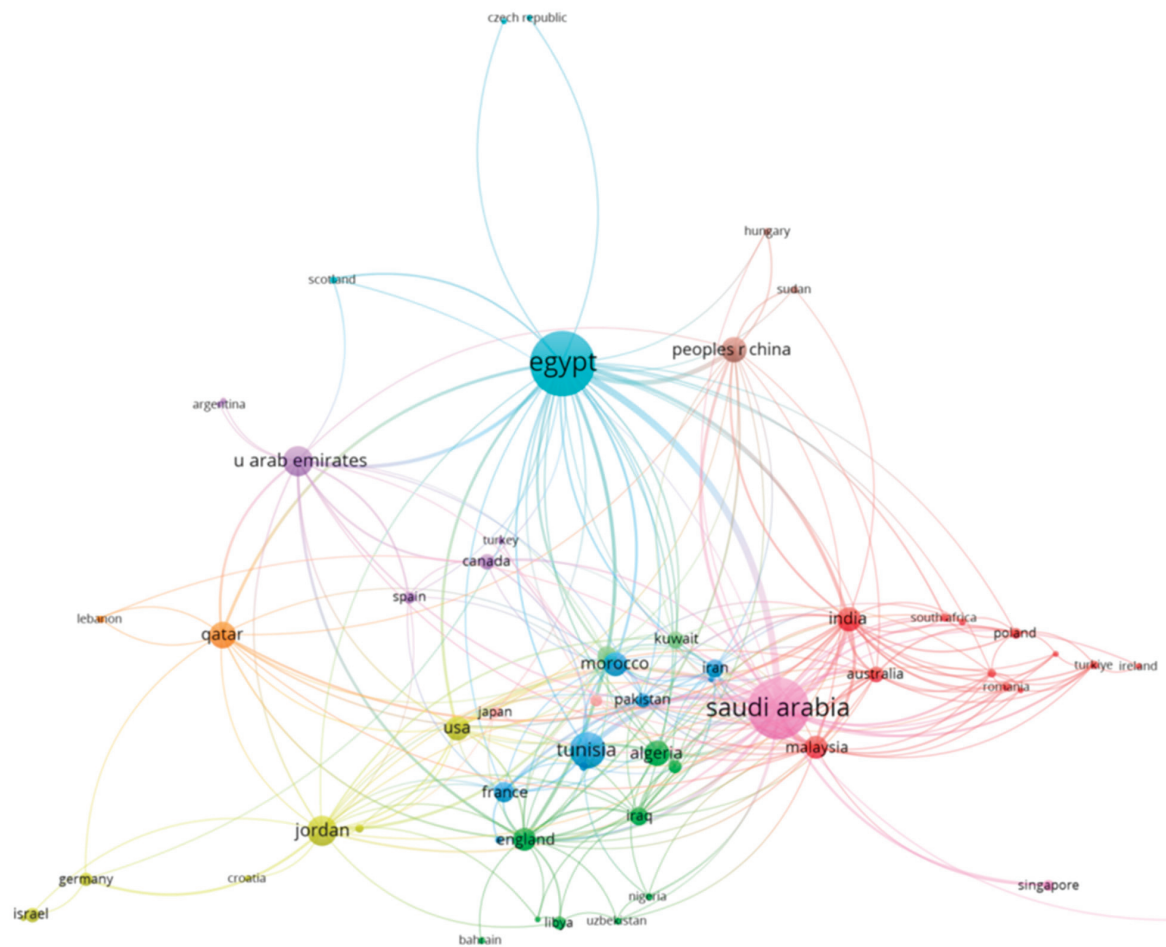 czech republic
hungary
scotland
sudan
peoples r china
egypt
argentina
u arab emirates
turkey
canada
spain
lebanon
qatar
india
south africa
poland
kuwait
morocco
iran
turkiye
ireland
australia
romania
pakistan
saudi arabia
japan
usa
tunisia
algeria
malaysia
france
iraq
jordan
england
germany
croatia
singapore
nigeria
israel
libya
uzbekistan
bahrain